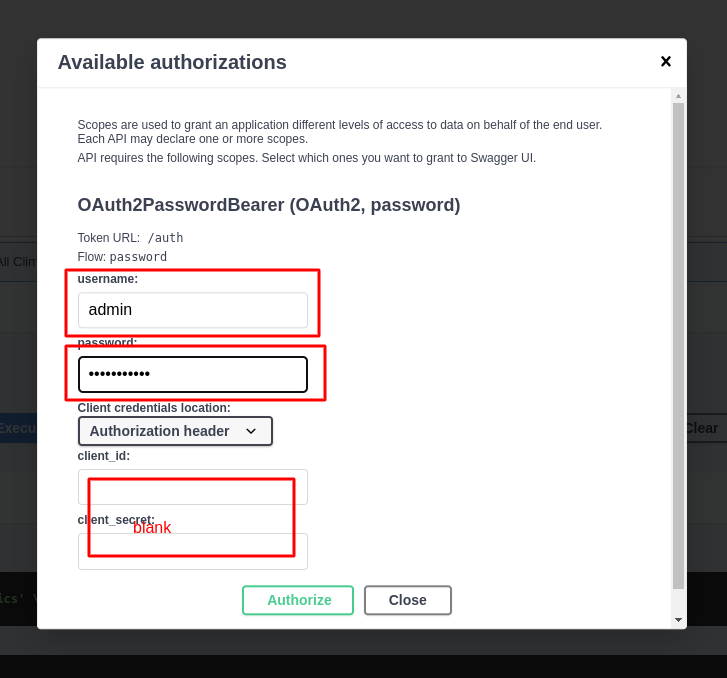 Available authorizations
×
Scopes are used to grant an application different levels of access to data on behalf of the end user.
Each API may declare one or more scopes.
API requires the following scopes. Select which ones you want to grant to Swagger UI.
OAuth2PasswordBearer (OAuth2, password)
Token URL: /auth
Flow: password
username:
admin
password:
•••••••••••
Client credentials location:
Authorization header
client_id:
client_secret:
blank
Authorize
Close
All Clim
Execu
Clear
ics' \